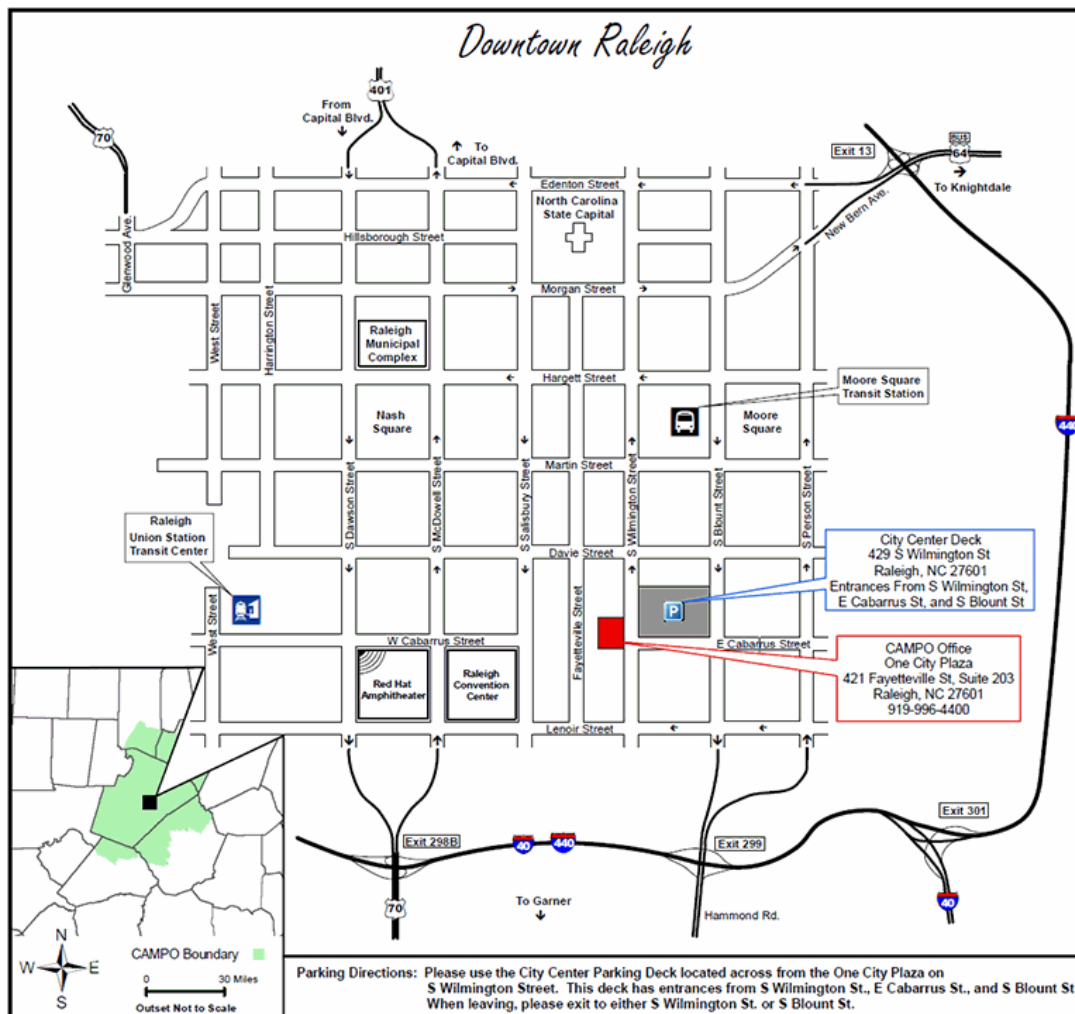 Downtown Raleigh
401
From
Capital Blvd.
To
Capital Blvd.
70
BUS
64
Exit 13
To Knightdale
Edenton Street
North Carolina
State Capital
New Bern Ave.
Hillsborough Street
Glenwood Ave.
Morgan Street
West Street
Harrington Street
Raleigh
Municipal
Complex
Hargett Street
Moore Square
Transit Station
Nash
Square
Moore
Square
440
Martin Street
S Dawson Street
S McDowell Street
S Salisbury Street
S Wilmington Street
S Blount Street
S Person Street
Raleigh
Union Station
Transit Center
Davie Street
City Center Deck
429 S Wilmington St
Raleigh, NC 27601
Entrances From S Wilmington St,
E Cabarrus St, and S Blount St
P
West Street
Fayetteville Street
W Cabarrus Street
E Cabarrus Street
CAMPO Office
One City Plaza
421 Fayetteville St, Suite 203
Raleigh, NC 27601
919-996-4400
Red Hat
Amphitheater
Raleigh
Convention
Center
Lenoir Street
Exit 298B
40
440
Exit 299
Exit 301
70
To Garner
Hammond Rd.
40
N
W
E
S
CAMPO Boundary
0
30 Miles
Outset Not to Scale
Parking Directions: Please use the City Center Parking Deck located across from the One City Plaza on
S Wilmington Street. This deck has entrances from S Wilmington St., E Cabarrus St., and S Blount St
When leaving, please exit to either S Wilmington St. or S Blount St.